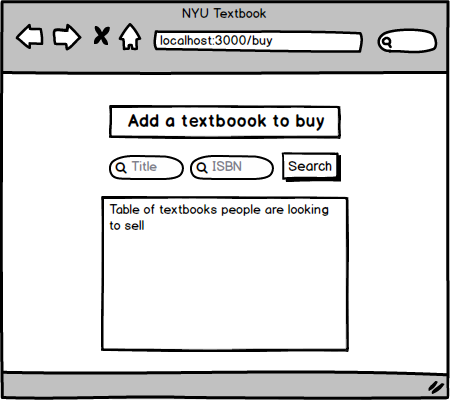 NYU Textbook
localhost:3000/buy
Add a textboook to buy
Title
ISBN
Search
Table of textbooks people are looking
to sell